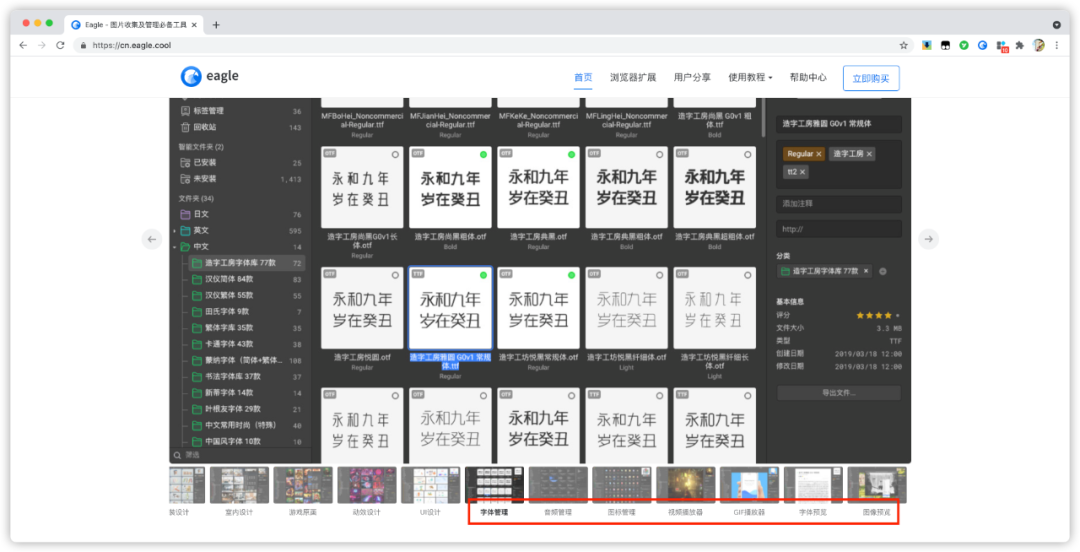 Eagle - 图片收集及管理必备工具
https://cn.eagle.cool
10
eagle
首页
浏览器扩展
用户分享
使用教程
帮助中心
立即购买
标签管理 36
回收站 143
智能文件夹 (2)
已安装 25
未安装 1,413
文件夹 (34)
日文 76
英文 595
中文 14
造字工房字体库 77款 72
汉仪简体 84款 83
汉仪繁体 55款 55
田氏字体 9款 7
繁体字库 35款 35
卡通字体 43款 38
蒙纳字体（简体+繁体... 108
书法字体库 37款 37
新蒂字体 14款 14
叶根友字体 29款 21
中文常用时尚（特殊） 40
中国风字体 10款 10
筛选
MFBoHei_Noncommerci
al-Regular.ttf
Regular
MFJianHei_Noncommer
cial-Regular.ttf
Regular
MFKeKe_Noncommerci
al-Regular.ttf
Regular
MFLingHei_Noncommer
cial-Regular.ttf
Regular
造字工房尚黑 G0v1 粗
体.otf
Bold
OTF
永和九年
岁在癸丑
造字工房尚黑G0v1长
体.otf
Regular
OTF
永和九年
岁在癸丑
造字工房尚黑粗体.otf
Bold
OTF
永和九年
岁在癸丑
造字工房典黑.otf
Regular
OTF
永和九年
岁在癸丑
造字工房典黑粗体.otf
Bold
OTF
永和九年
岁在癸丑
造字工房典黑超粗体.otf
Bold
OTF
永和九年
岁在癸丑
造字工房悦圆.otf
Regular
TTF
永和九年
岁在癸丑
造字工房雅圆 G0v1 常规
体.ttf
Regular
OTF
永和九年
岁在癸丑
造字工坊悦黑常规体.otf
Regular
OTF
永和九年
岁在癸丑
造字工坊悦黑纤细体.otf
Light
OTF
永和九年
岁在癸丑
造字工坊悦黑纤细长
体.otf
Light
OTF
永和九年
岁在癸丑
OTF
永和九年
岁在癸丑
OTF
永和九年
岁在癸丑
TTF
永和九年
岁在癸丑
TTF
永和九年
岁在癸丑
造字工房雅圆 G0v1 常规体
Regular ×
造字工房 ×
tt2 ×
添加注释
http://
分类
造字工房字体库 77款 ×
基本信息
评分
文件大小 3.3 MB
类型 TTF
创建日期 2019/03/18 12:00
修改日期 2019/03/18 12:00
导出文件...
装设计
室内设计
游戏原画
动效设计
UI设计
字体管理
音频管理
图标管理
视频播放器
GIF播放器
字体预览
图像预览